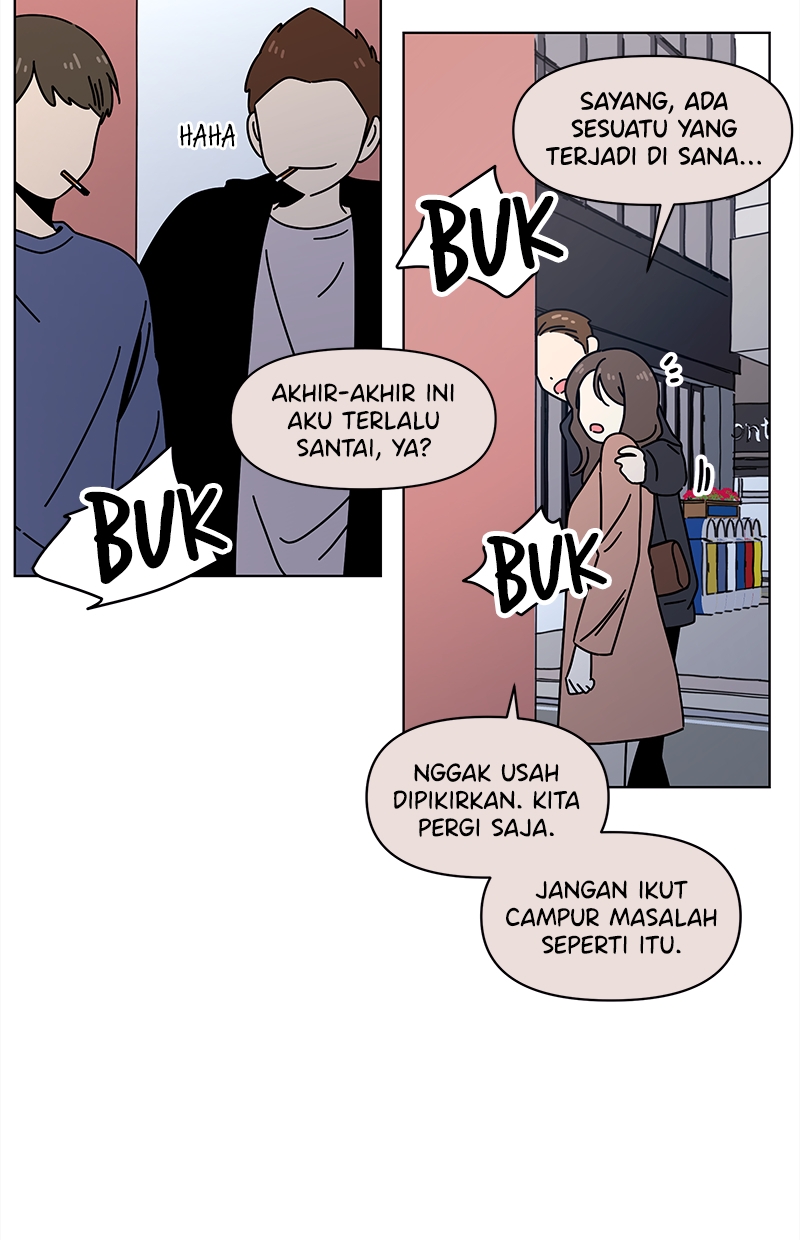 HAHA
AKHIR-AKHIR INI
AKU TERLALU
SANTAI, YA?
BUK
SAYANG, ADA
SESUATU YANG
TERJADI DI SANA...
BUK
BUK
ont
NGGAK USAH
DIPIKIRKAN. KITA
PERGI SAJA.
JANGAN IKUT
CAMPUR MASALAH
SEPERTI ITU.